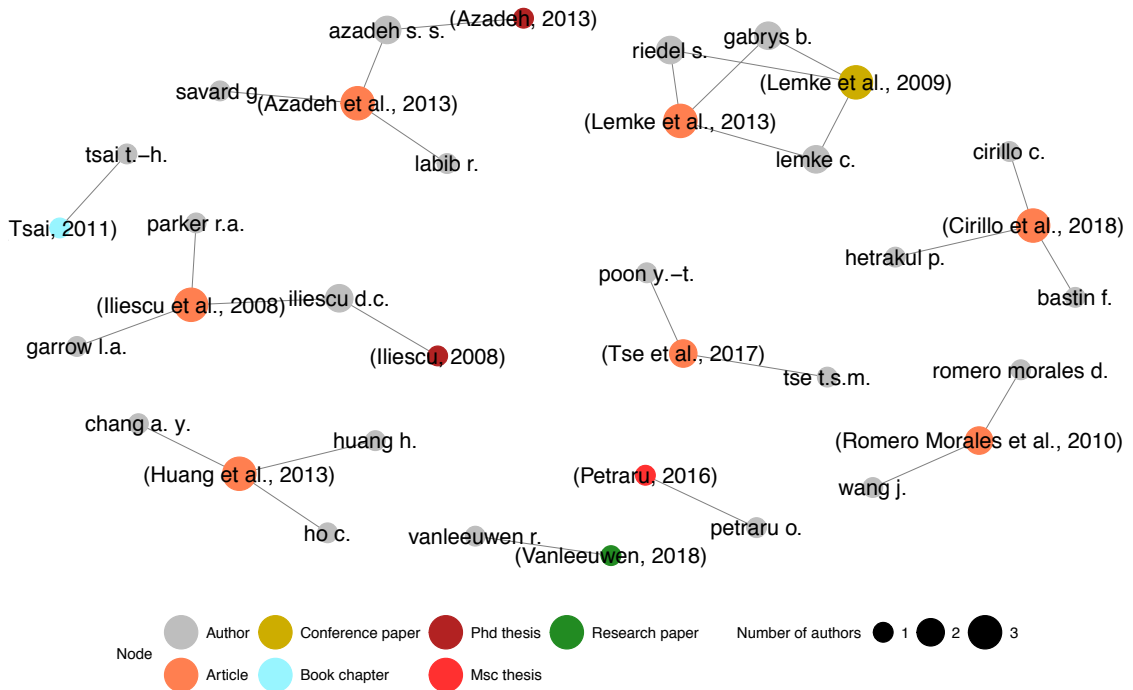 azadeh s. s.
(Azadeh, 2013)
gabrys b.
riedel s.
savard g.
(Azadeh et al., 2013)
(Lemke et al., 2009)
(Lemke et al., 2013)
tsai t.−h.
labib r.
lemke c.
cirillo c.
Tsai, 2011)
parker r.a.
(Cirillo et al., 2018)
hetrakul p.
poon y.−t.
(Iliescu et al., 2008)
iliescu d.c.
bastin f.
garrow l.a.
(Iliescu, 2008)
(Tse et al., 2017)
tse t.s.m.
romero morales d.
chang a. y.
huang h.
(Romero Morales et al., 2010)
(Huang et al., 2013)
(Petraru, 2016)
wang j.
ho c.
vanleeuwen r.
petraru o.
(Vanleeuwen, 2018)
Node
Author
Conference paper
Phd thesis
Research paper
Article
Book chapter
Msc thesis
Number of authors
1
2
3